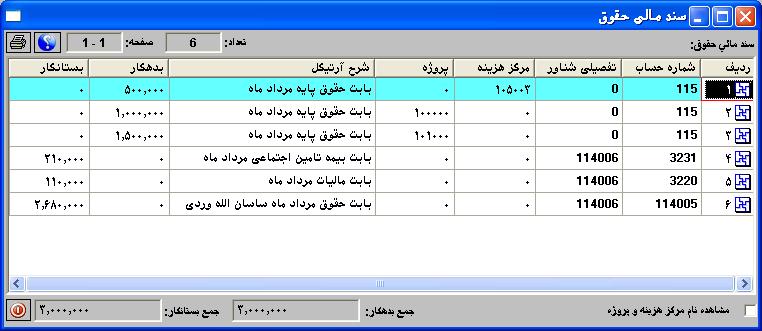 سند مالی حقوق
سند مالي حقوق: تعداد: 6 صفحه: 1 - 1
ردیف شماره حساب تفصیلی شناور مرکز هزینه پروژه شرح آرتیکل بدهکار بستانکار
۱ 115 0 ۱۰۵۰۰۳ ۰ بابت حقوق پایه مرداد ماه ۵۰۰,۰۰۰ ۰
۲ 115 0 ۰ ۱۰۰۰۰۰ بابت حقوق پایه مرداد ماه ۱,۰۰۰,۰۰۰ ۰
۳ 115 0 ۰ ۱۰۱۰۰۰ بابت حقوق پایه مرداد ماه ۱,۵۰۰,۰۰۰ ۰
۴ 3231 114006 ۰ ۰ بابت بیمه تامین اجتماعی مرداد ماه ۰ ۲۱۰,۰۰۰
۵ 3220 114006 ۰ ۰ بابت مالیات مرداد ماه ۰ ۱۱۰,۰۰۰
۶ 114005 114006 ۰ ۰ بابت حقوق مرداد ماه ساسان الله وردی ۰ ۲,۶۸۰,۰۰۰
مشاهده نام مرکز هزینه و پروژه جمع بدهکار: ۳,۰۰۰,۰۰۰ جمع بستانکار: ۳,۰۰۰,۰۰۰